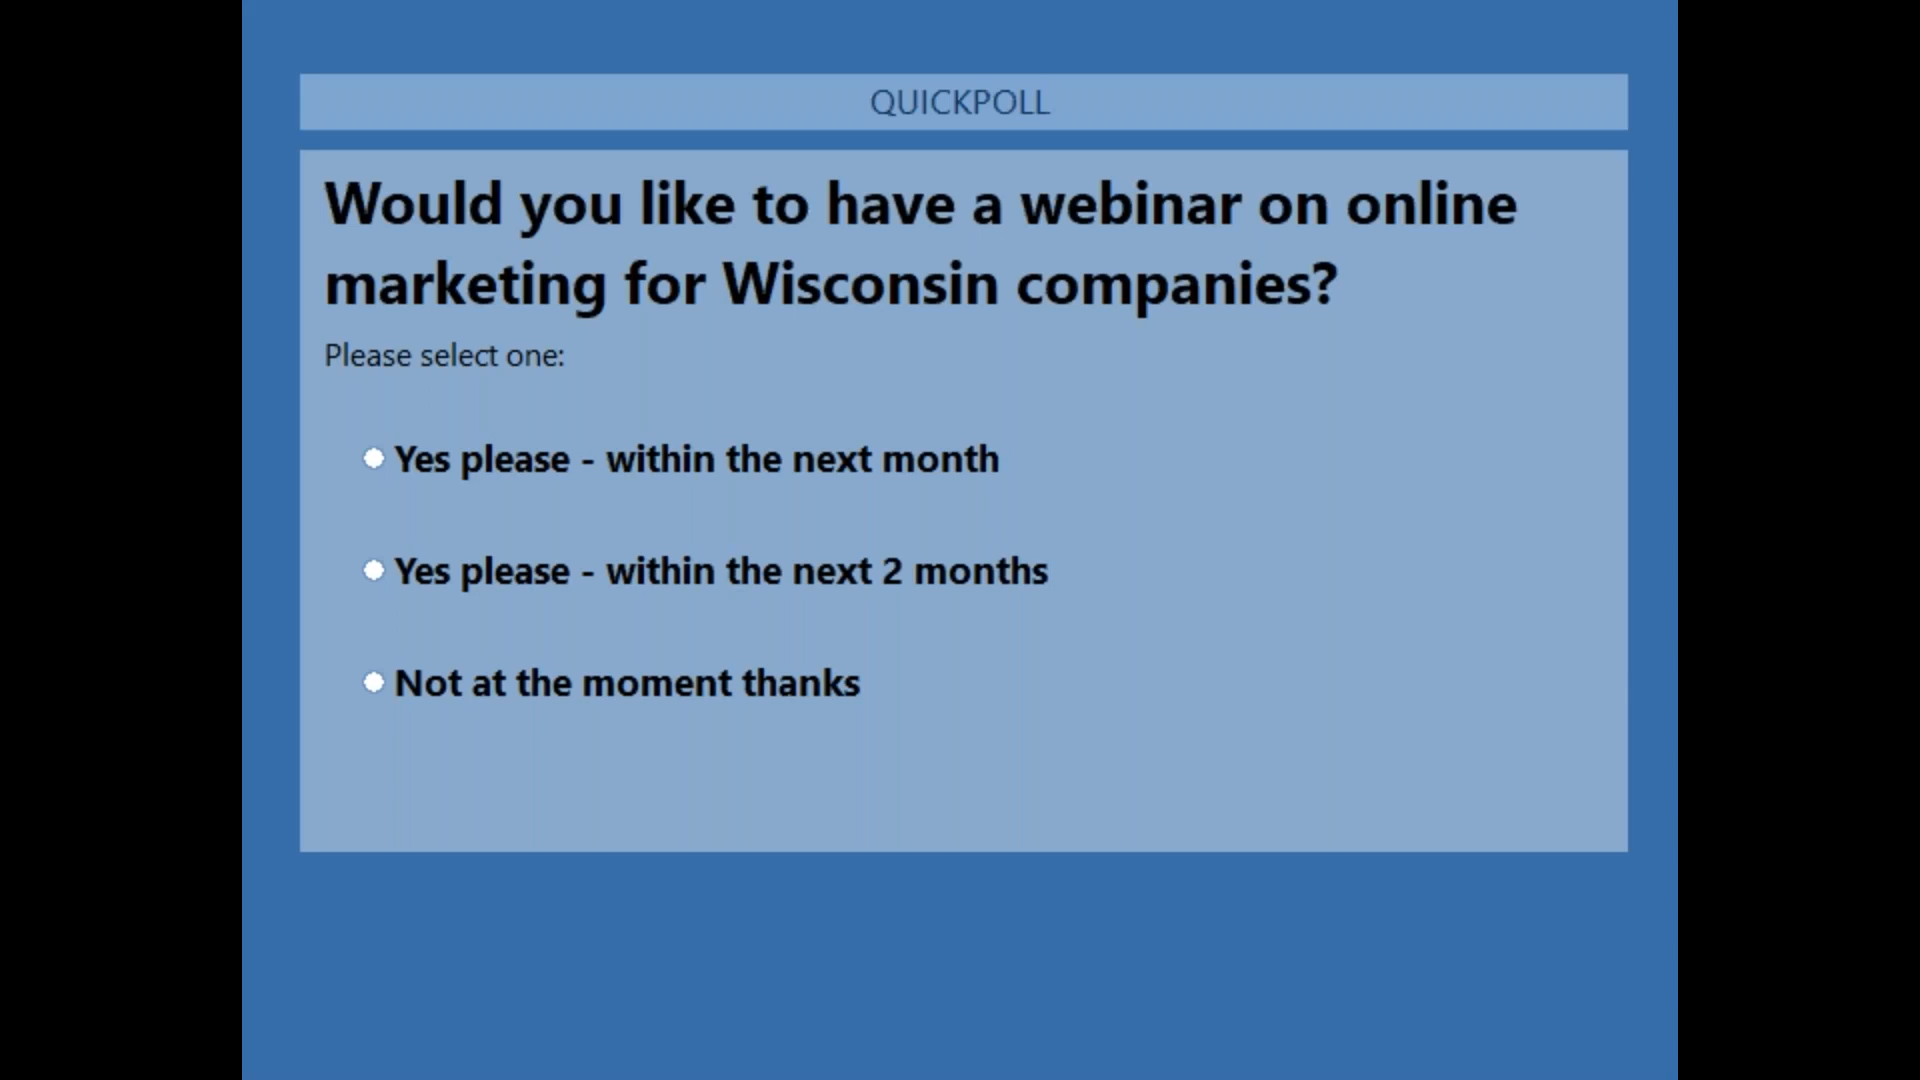 QUICKPOLL
Would you like to have a webinar on online
marketing for Wisconsin companies?
Please select one:
Yes please - within the next month
Yes please - within the next 2 months
Not at the moment thanks